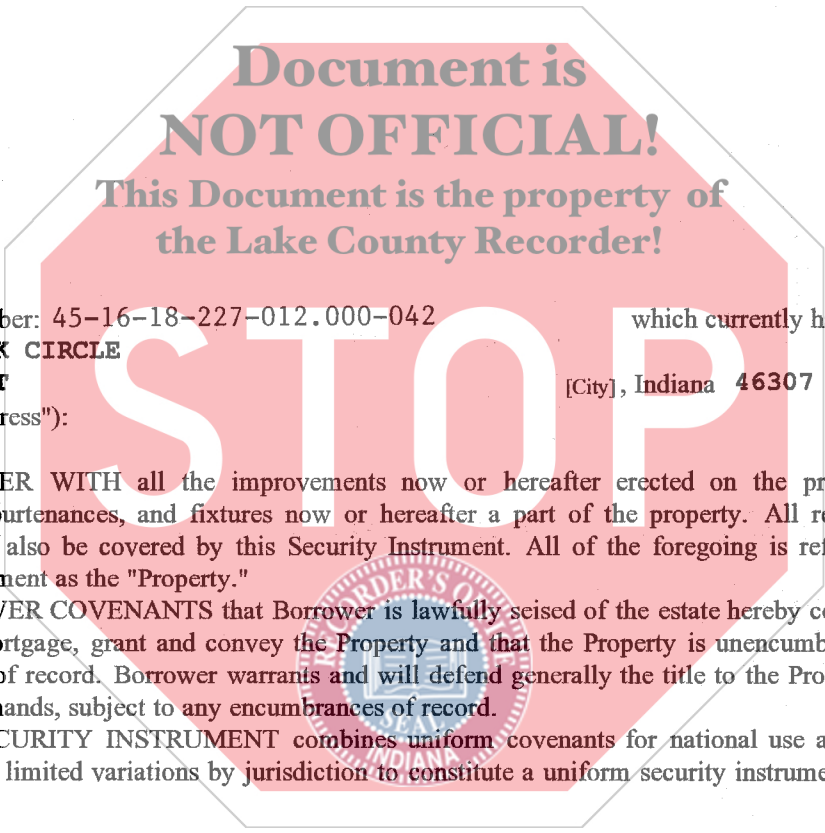 Document is
NOT OFFICIAL!
This Document is the property of
the Lake County Recorder!
ber: 45-16-18-227-012.000-042 which currently h
K CIRCLE
T [City], Indiana 46307
ress"):
STOP
ER WITH all the improvements now or hereafter erected on the pr
purtenances, and fixtures now or hereafter a part of the property. All re
also be covered by this Security Instrument. All of the foregoing is ref
ment as the "Property."
VER COVENANTS that Borrower is lawfully seised of the estate hereby co
ortgage, grant and convey the Property and that the Property is unencumb
of record. Borrower warrants and will defend generally the title to the Pro
nands, subject to any encumbrances of record.
CURITY INSTRUMENT combines uniform covenants for national use a
limited variations by jurisdiction to constitute a uniform security instrume
RECORDER'S OFFICE
SEAL
INDIANA